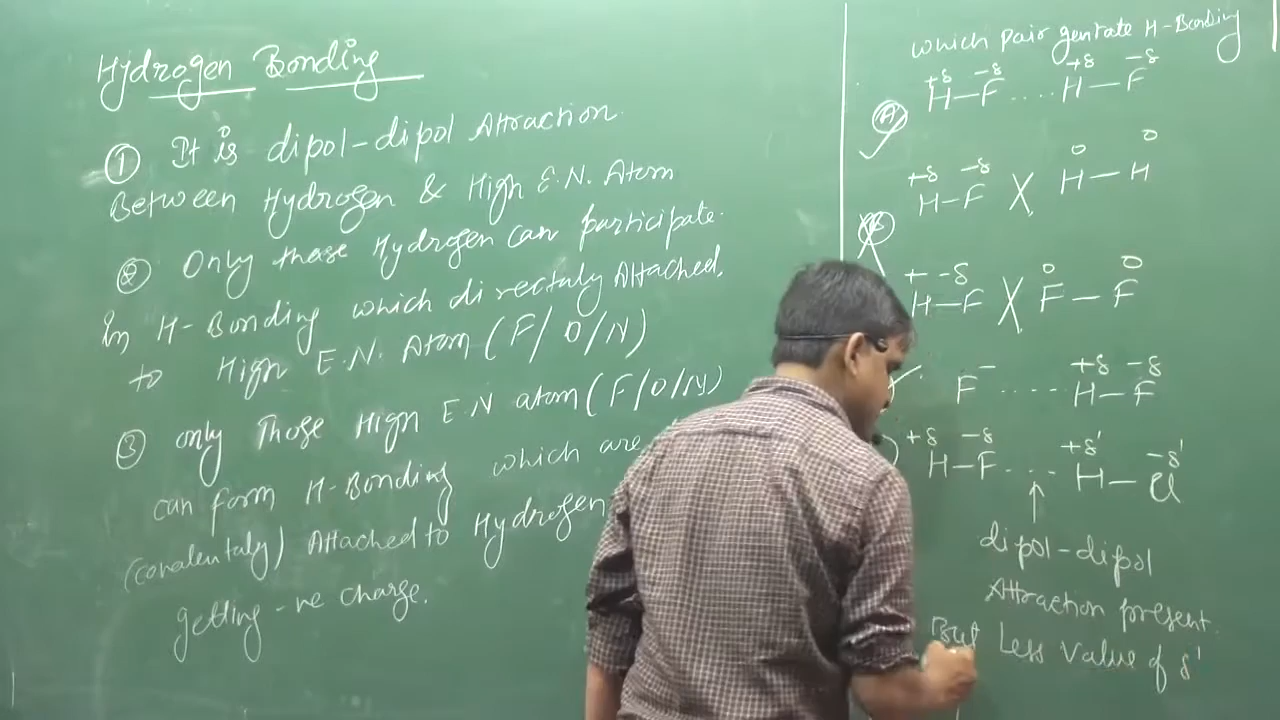 Hydrogen Bonding
① It is dipol-dipol Attraction.
Between Hydrogen & High E.N. Atom
② Only those Hydrogen can participate.
In H-Bonding which directaly Attached,
to High E.N. Atom (F/O/N)
③ only Those High E.N atom (F/O/N)
can form H-Bonding which are
(covalentaly) Attached to Hydrogen
getting -ve charge.
which pair gentrate H-Bonding
+δ -δ +δ -δ
H-F .... H-F
(A) ✓
+δ -δ 0 0
H-F X H-H
(B)
+ -δ 0 0
H-F X F-F
F⁻ ..... H-F
+δ -δ
+δ -δ +δ' -δ'
H-F .... H-Cl
↑
dipol-dipol
Attraction present.
But Less value of δ'